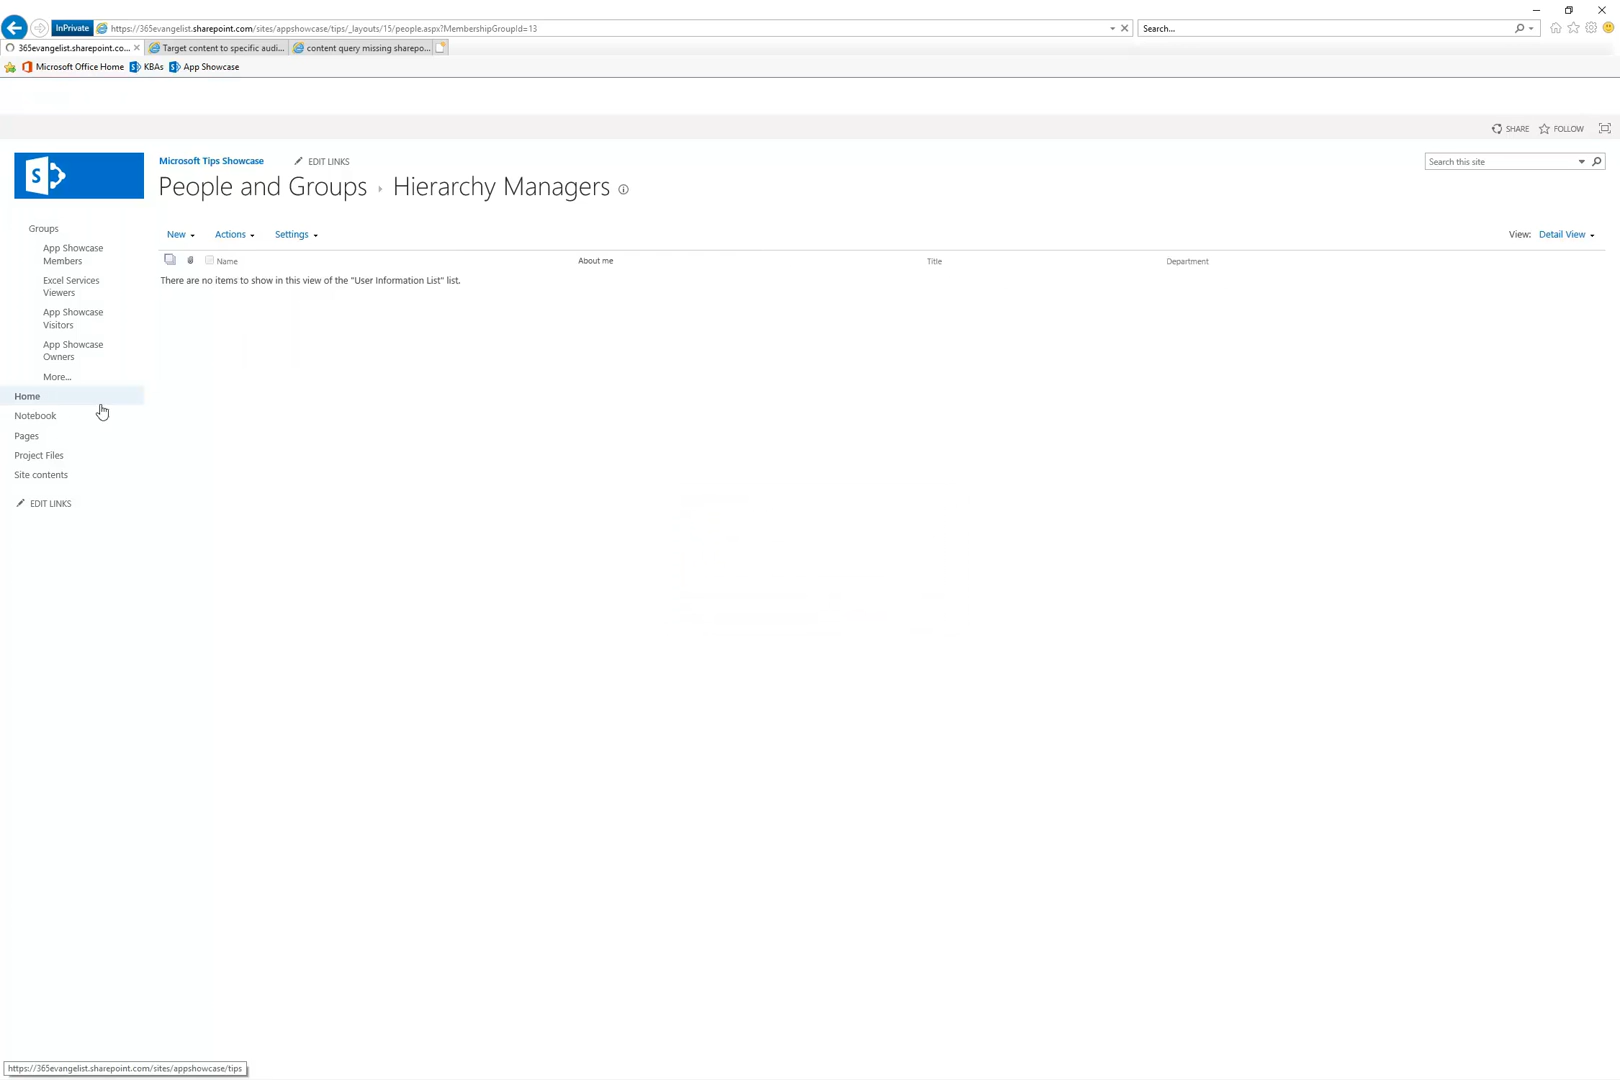 InPrivate
https://365evangelist.sharepoint.com/sites/appshowcase/tips/_layouts/15/people.aspx?MembershipGroupId=13
Search...
365evangelist.sharepoint.co...
Target content to specific audi...
content query missing sharepo...
Microsoft Office Home
KBAs
App Showcase
SHARE
FOLLOW
S
Microsoft Tips Showcase
EDIT LINKS
Search this site
People and Groups
Hierarchy Managers
Groups
App Showcase
Members
Excel Services
Viewers
App Showcase
Visitors
App Showcase
Owners
More...
Home
Notebook
Pages
Project Files
Site contents
EDIT LINKS
New
Actions
Settings
View:
Detail View
Name
About me
Title
Department
There are no items to show in this view of the "User Information List" list.
https://365evangelist.sharepoint.com/sites/appshowcase/tips